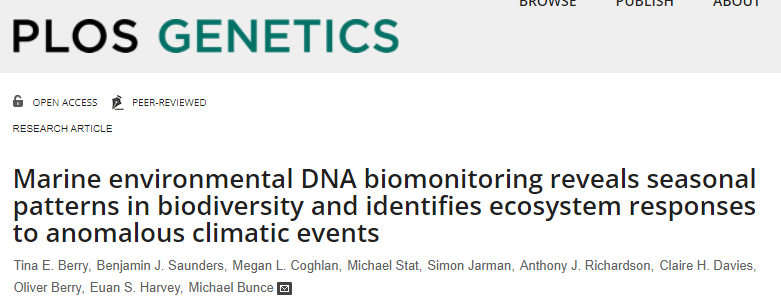 BROWSE PUBLISH ABOUT
PLOS GENETICS
OPEN ACCESS PEER-REVIEWED
RESEARCH ARTICLE
Marine environmental DNA biomonitoring reveals seasonal
patterns in biodiversity and identifies ecosystem responses
to anomalous climatic events
Tina E. Berry, Benjamin J. Saunders, Megan L. Coghlan, Michael Stat, Simon Jarman, Anthony J. Richardson, Claire H. Davies,
Oliver Berry, Euan S. Harvey, Michael Bunce